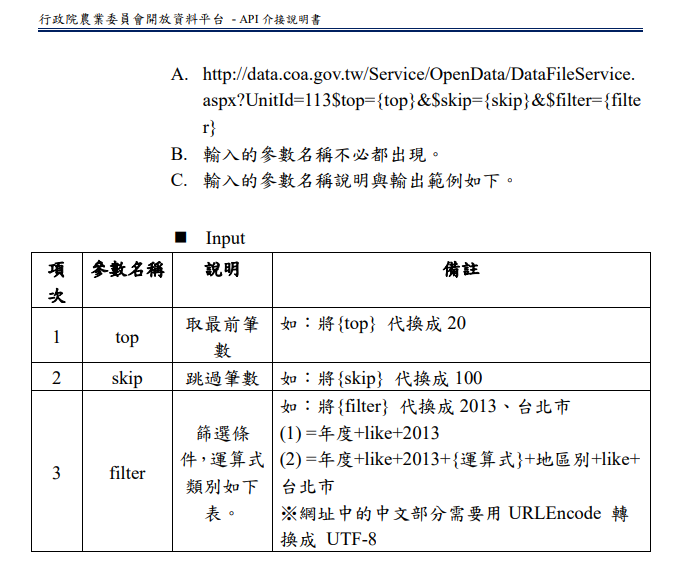 行政院農業委員會開放資料平台 - API 介接說明書
A. http://data.coa.gov.tw/Service/OpenData/DataFileService.
aspx?UnitId=113$top={top}&$skip={skip}&$filter={filte
r}
B. 輸入的參數名稱不必都出現。
C. 輸入的參數名稱說明與輸出範例如下。
■ Input
項次 參數名稱 說明 備註
1 top 取最前筆數 如：將{top} 代換成 20
2 skip 跳過筆數 如：將{skip} 代換成 100
3 filter 篩選條件，運算式類別如下表。
如：將{filter} 代換成 2013、台北市
(1) =年度+like+2013
(2) =年度+like+2013+{運算式}+地區別+like+
台北市
※網址中的中文部分需要用 URLEncode 轉
換成 UTF-8